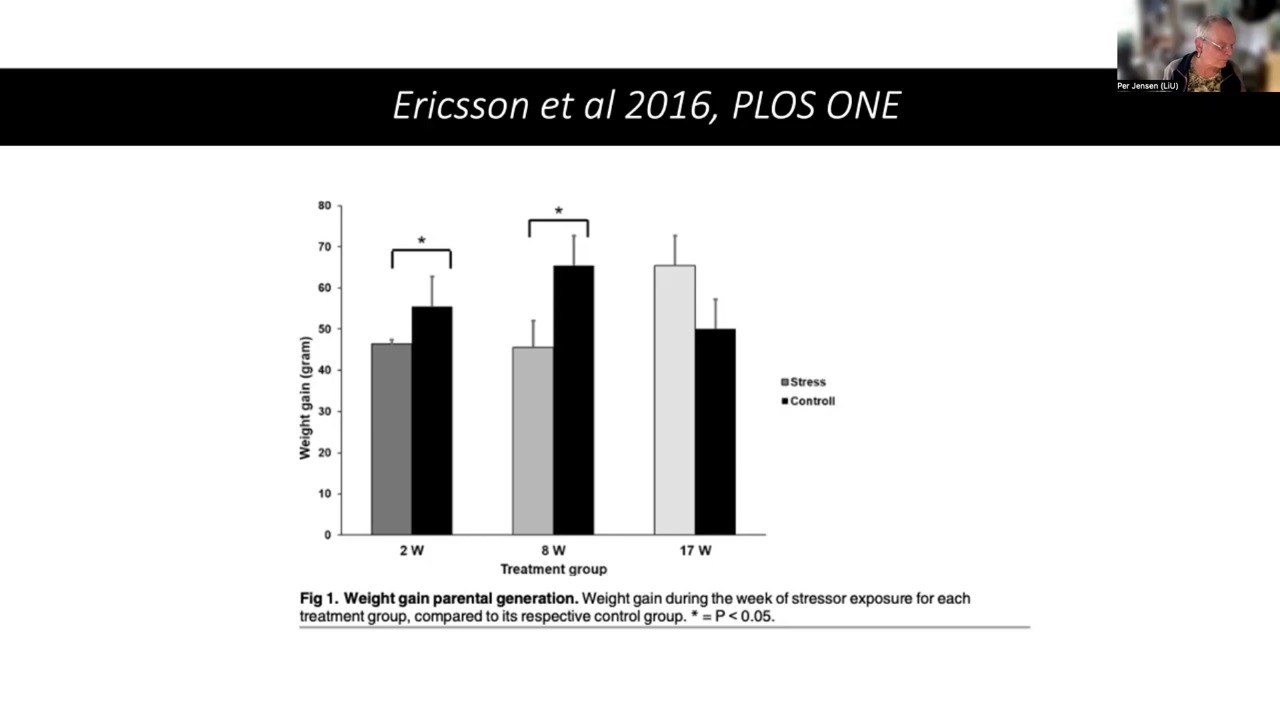 Per Jensen (LiU)
Ericsson et al 2016, PLOS ONE
80
70
60
50
40
30
20
10
0
Weight gain (gram)
*
*
2 W
8 W
17 W
Treatment group
Stress
Controll
Fig 1. Weight gain parental generation. Weight gain during the week of stressor exposure for each
treatment group, compared to its respective control group. * = P < 0.05.